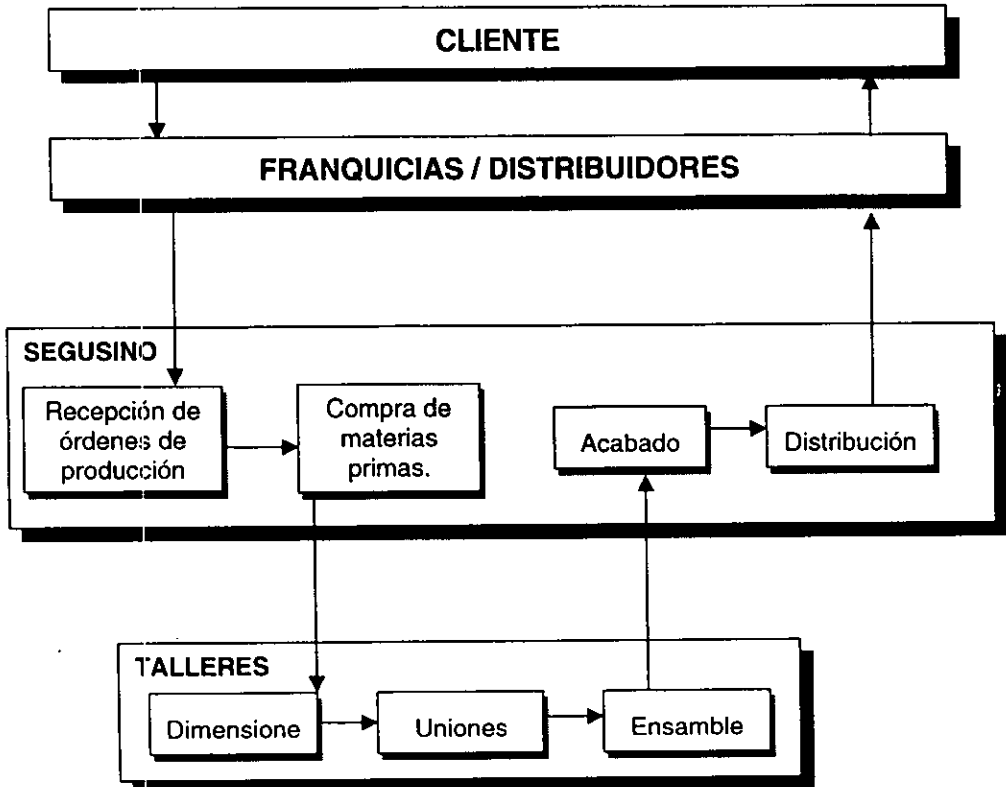 CLIENTE
FRANQUICIAS / DISTRIBUIDORES
SEGUSINO
Recepción de
órdenes de
producción
Compra de
materias
primas.
Acabado
Distribución
TALLERES
Dimensione
Uniones
Ensamble